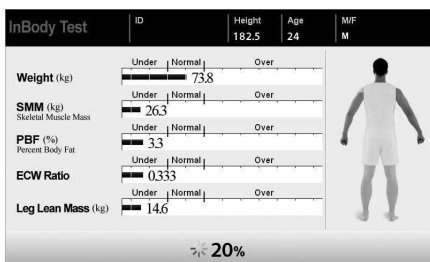 InBody Test
ID
Height
182.5
Age
24
M/F
M
Under Normal Over
Weight (kg)
73.8
Under Normal Over
SMM (kg)
Skeletal Muscle Mass
26.3
Under Normal Over
PBF (%)
Percent Body Fat
3.3
Under Normal Over
ECW Ratio
0.333
Under Normal Over
Leg Lean Mass (kg)
14.6
20%